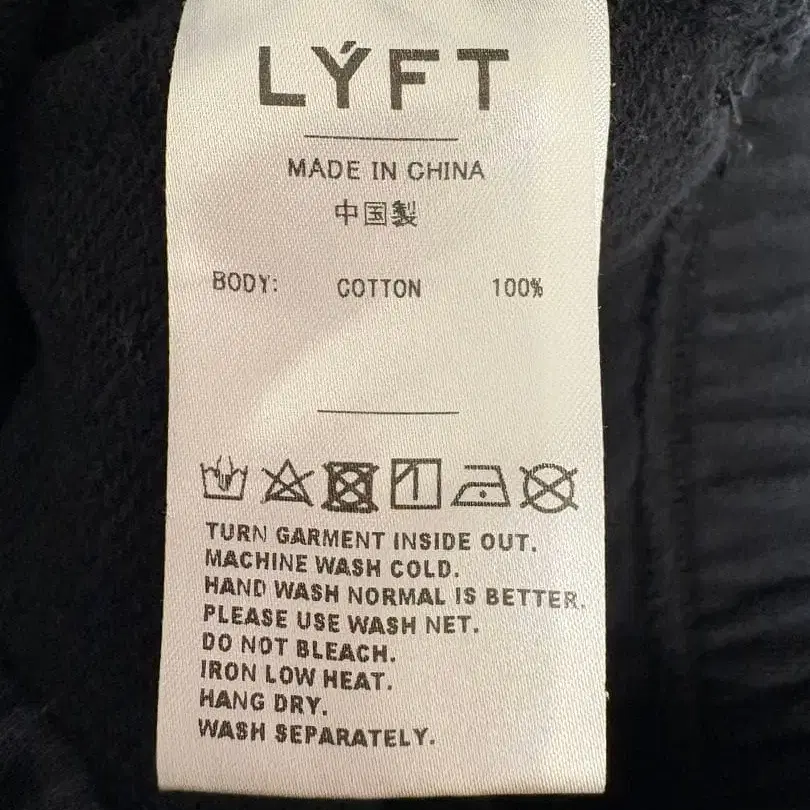 LÝFT
MADE IN CHINA
中国製
BODY: COTTON 100%
TURN GARMENT INSIDE OUT.
MACHINE WASH COLD.
HAND WASH NORMAL IS BETTER.
PLEASE USE WASH NET.
DO NOT BLEACH.
IRON LOW HEAT.
HANG DRY.
WASH SEPARATELY.